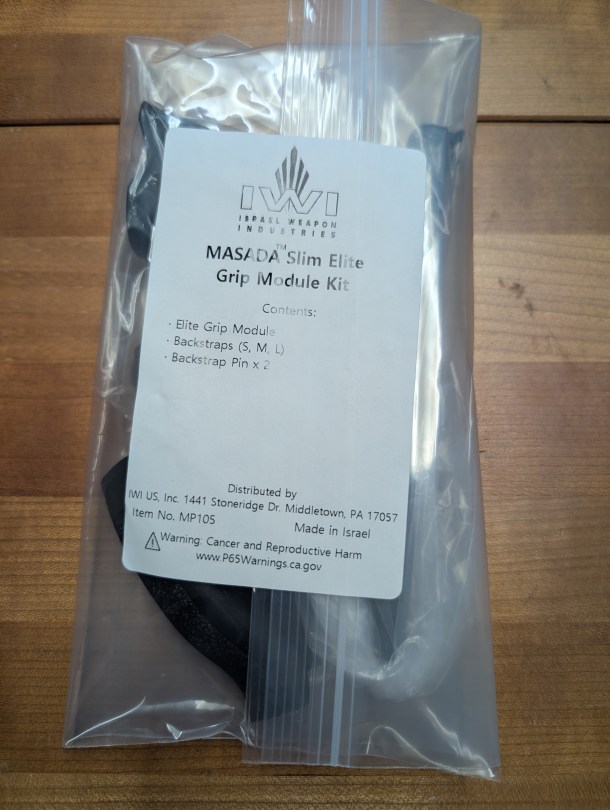 IWI
ISRAEL WEAPON
INDUSTRIES
MASADA™ Slim Elite
Grip Module Kit
Contents:
· Elite Grip Module
· Backstraps (S, M, L)
· Backstrap Pin x 2
Distributed by
IWI US, Inc. 1441 Stoneridge Dr. Middletown, PA 17057
Item No. MP105 Made in Israel
Warning: Cancer and Reproductive Harm
www.P65Warnings.ca.gov